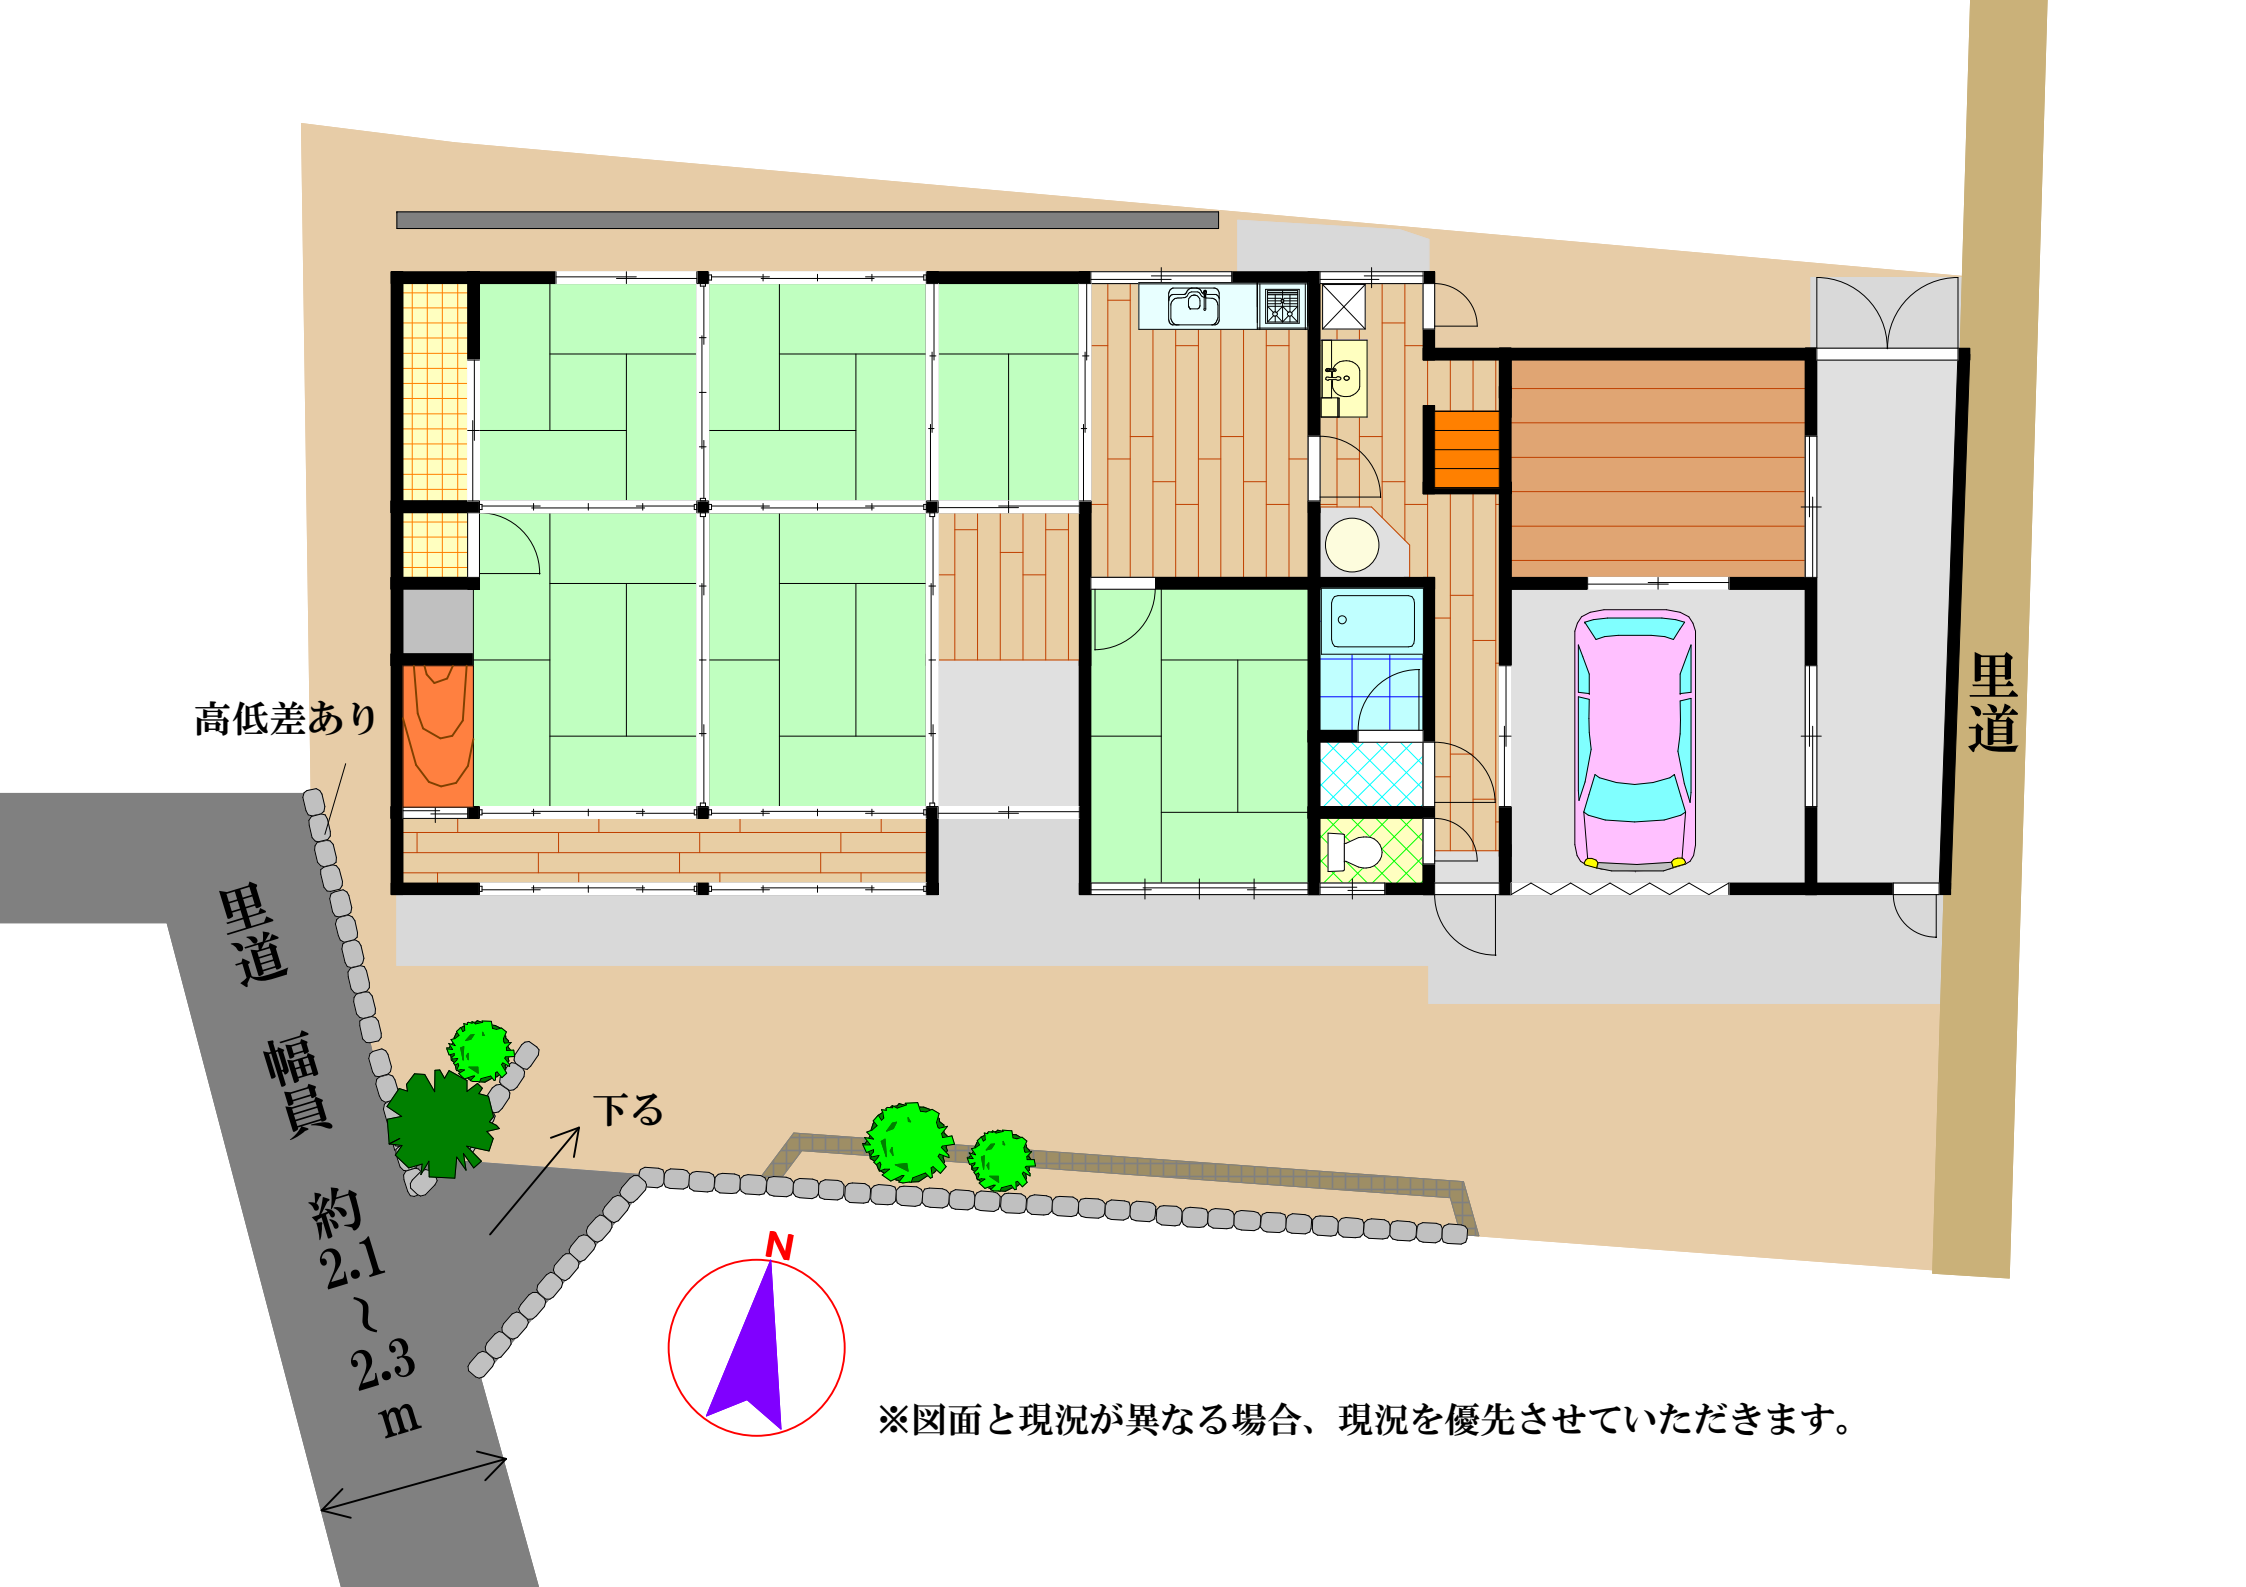 高低差あり
里道
里道 幅員 約2.1～2.3m
下る
N
※図面と現況が異なる場合、現況を優先させていただきます。